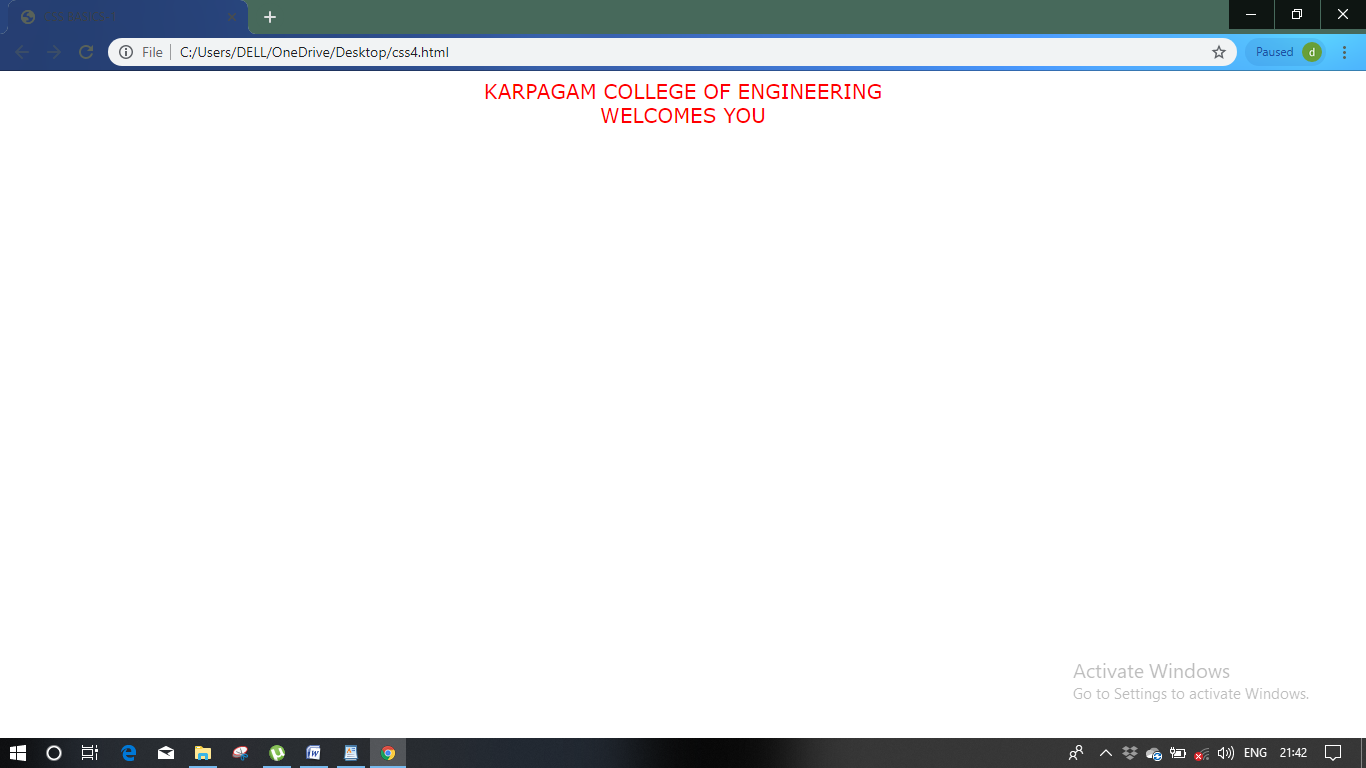 File
C:/Users/DELL/OneDrive/Desktop/css4.html
Paused
d
KARPAGAM COLLEGE OF ENGINEERING
WELCOMES YOU
Activate Windows
Go to Settings to activate Windows.
ENG
21:42